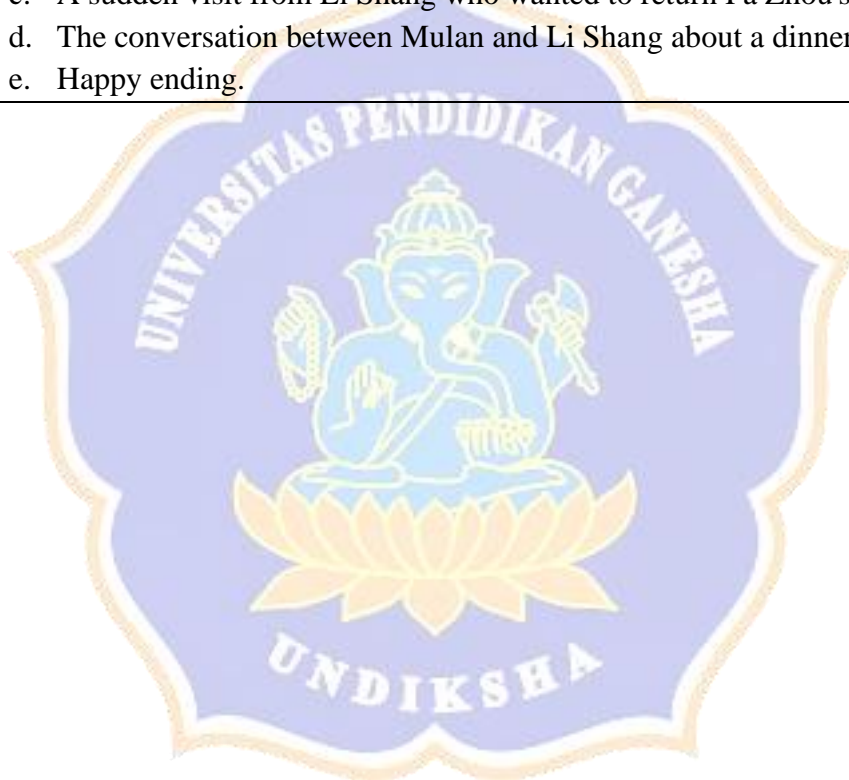 c. A sudden visit from Li Shang who wanted to return Fa Zhou's
d. The conversation between Mulan and Li Shang about a dinner
e. Happy ending.
UNIVERSITAS PENDIDIKAN GANESHA
UNDIKSHA